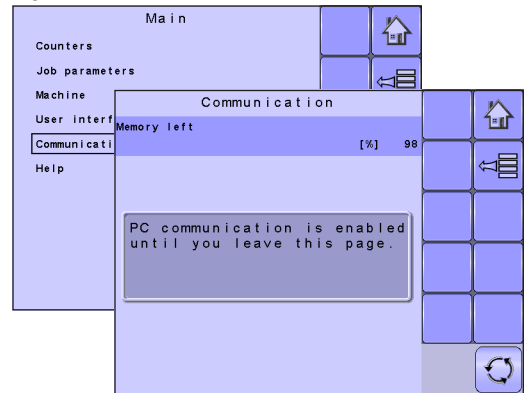 Main
Counters
Job parameters
Machine
User interf
Communicati
Help
Communication
Memory left
[%] 98
PC communication is enabled
until you leave this page.